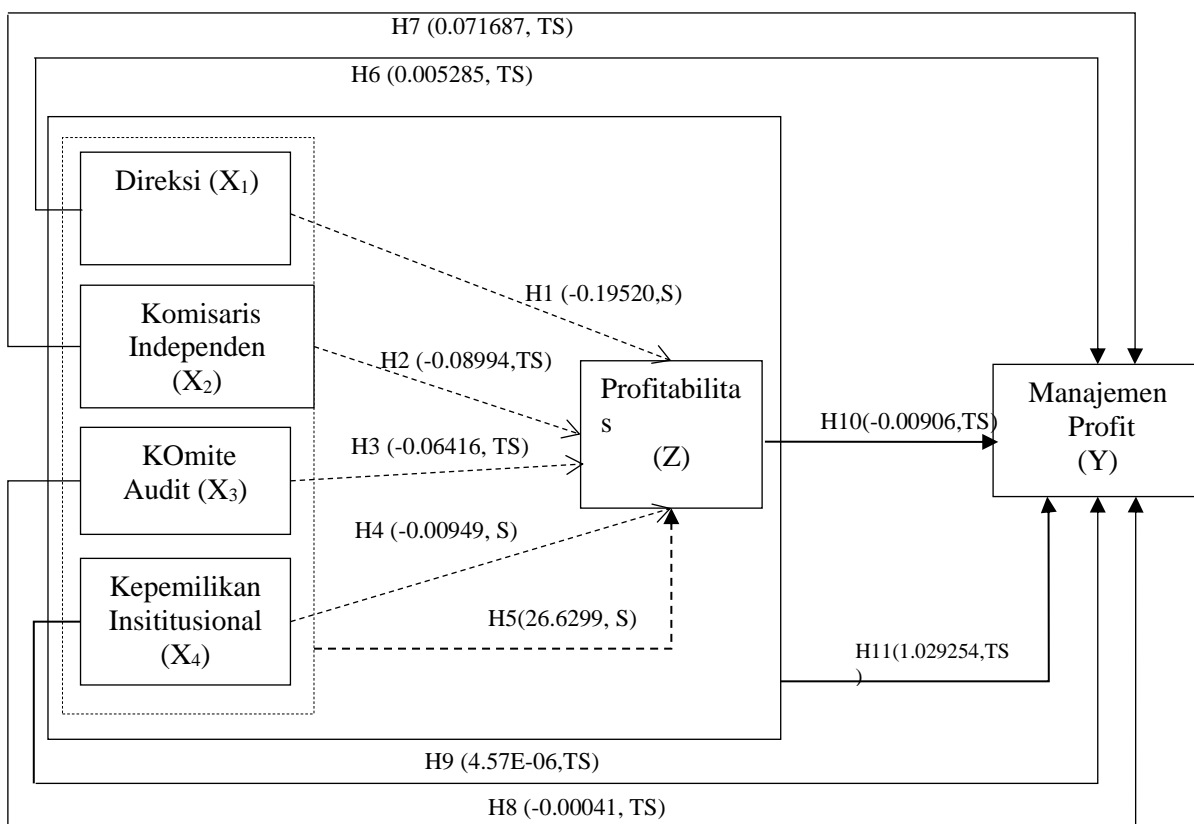 H7 (0.071687, TS)
H6 (0.005285, TS)
Direksi (X₁)
H1 (-0.19520,S)
Komisaris
Independen
(X₂)
H2 (-0.08994,TS)
Profitabilita
s
(Z)
Manajemen
Profit
(Y)
H10(-0.00906,TS)
KOmite
Audit (X₃)
H3 (-0.06416, TS)
H4 (-0.00949, S)
Kepemilikan
Insititusional
(X₄)
H5(26.6299, S)
H11(1.029254,TS
)
H9 (4.57E-06,TS)
H8 (-0.00041, TS)